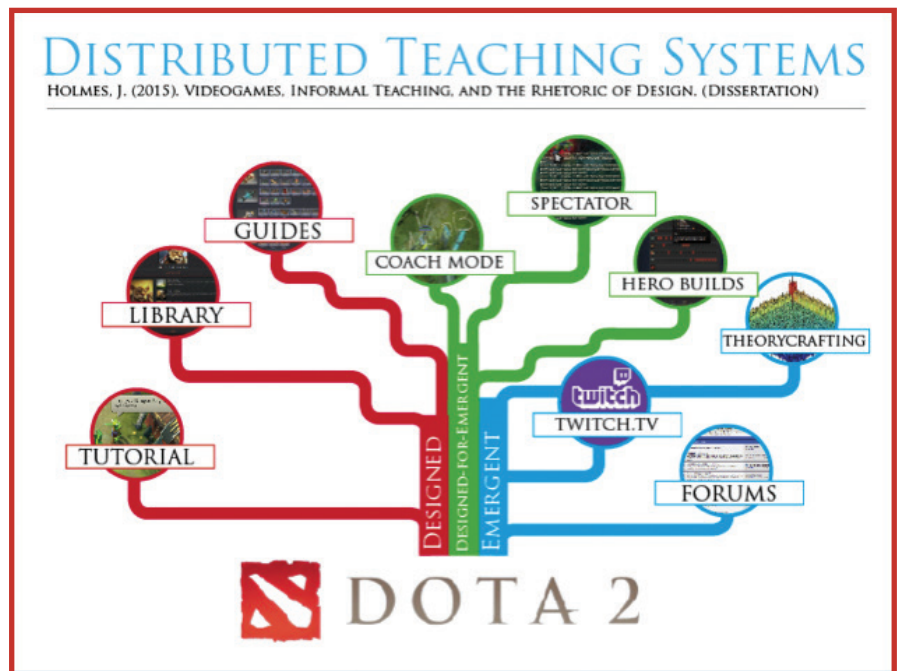 DISTRIBUTED TEACHING SYSTEMS
HOLMES, J. (2015). VIDEOGAMES, INFORMAL TEACHING, AND THE RHETORIC OF DESIGN. (DISSERTATION)
SPECTATOR
GUIDES
COACH MODE
HERO BUILDS
LIBRARY
THEORYCRAFTING
twitch
TWITCH.TV
TUTORIAL
FORUMS
DESIGNED
DESIGNED-FOR-EMERGENT
EMERGENT
DOTA 2